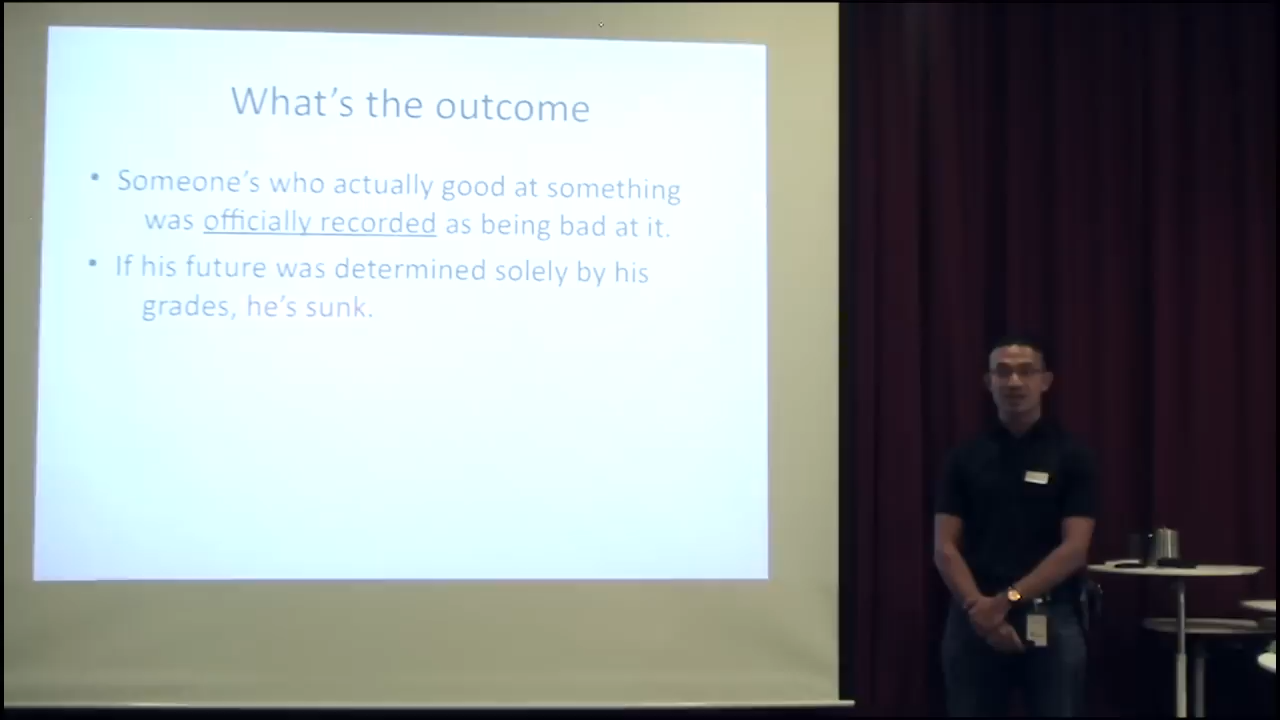 What's the outcome
• Someone's who actually good at something
was officially recorded as being bad at it.
• If his future was determined solely by his
grades, he's sunk.